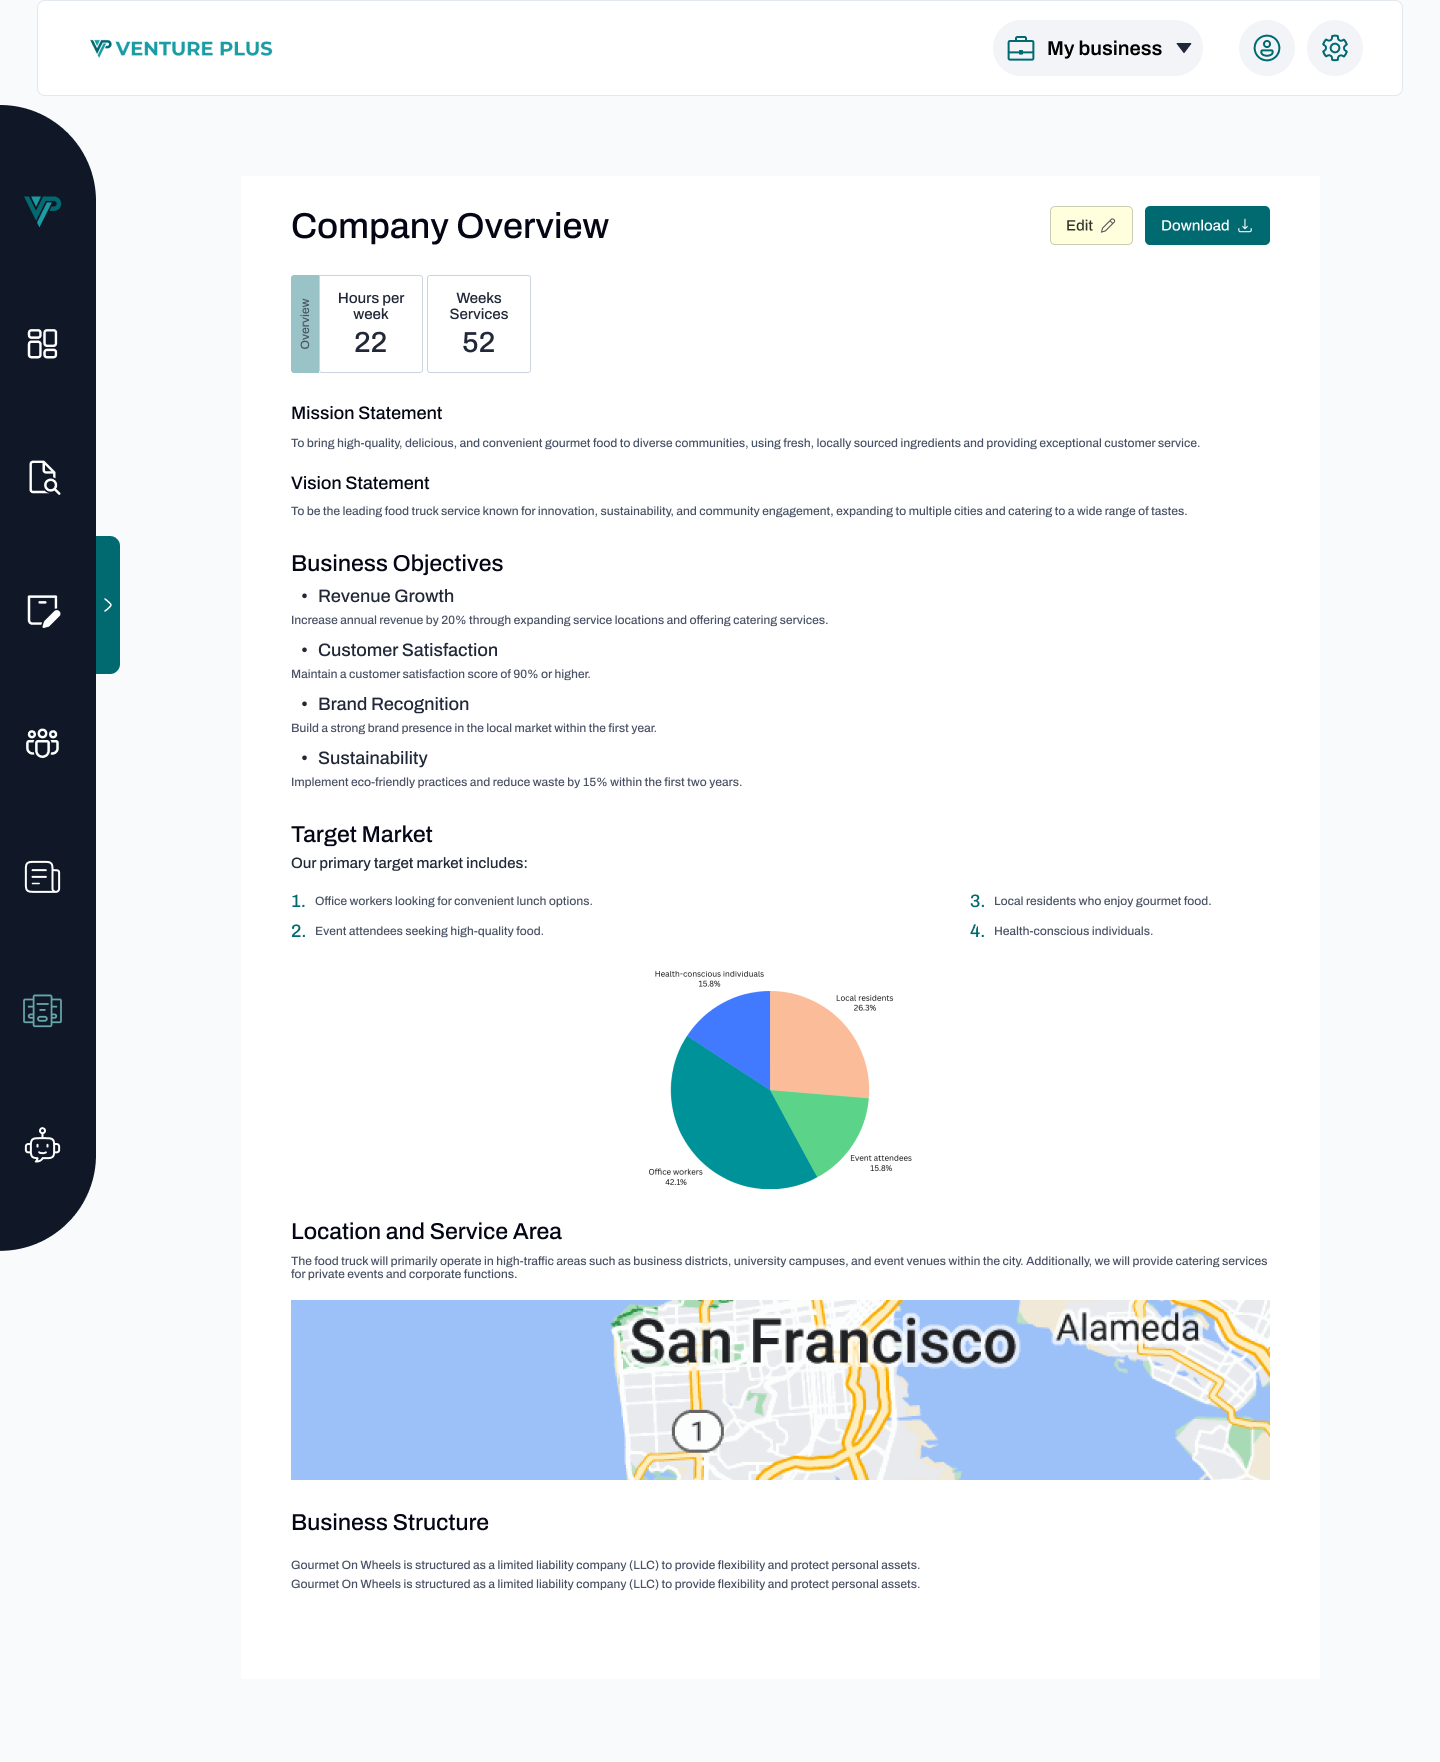 VENTURE PLUS
My business
Company Overview
Edit
Download
Overview
Hours per
week
22
Weeks
Services
52
Mission Statement
To bring high-quality, delicious, and convenient gourmet food to diverse communities, using fresh, locally sourced ingredients and providing exceptional customer service.
Vision Statement
To be the leading food truck service known for innovation, sustainability, and community engagement, expanding to multiple cities and catering to a wide range of tastes.
Business Objectives
• Revenue Growth
Increase annual revenue by 20% through expanding service locations and offering catering services.
• Customer Satisfaction
Maintain a customer satisfaction score of 90% or higher.
• Brand Recognition
Build a strong brand presence in the local market within the first year.
• Sustainability
Implement eco-friendly practices and reduce waste by 15% within the first two years.
Target Market
Our primary target market includes:
1. Office workers looking for convenient lunch options.
2. Event attendees seeking high-quality food.
3. Local residents who enjoy gourmet food.
4. Health-conscious individuals.
Health-conscious individuals
15.8%
Local residents
26.3%
Event attendees
15.8%
Office workers
42.1%
Location and Service Area
The food truck will primarily operate in high-traffic areas such as business districts, university campuses, and event venues within the city. Additionally, we will provide catering services
for private events and corporate functions.
San Francisco
Alameda
1
Business Structure
Gourmet On Wheels is structured as a limited liability company (LLC) to provide flexibility and protect personal assets.
Gourmet On Wheels is structured as a limited liability company (LLC) to provide flexibility and protect personal assets.